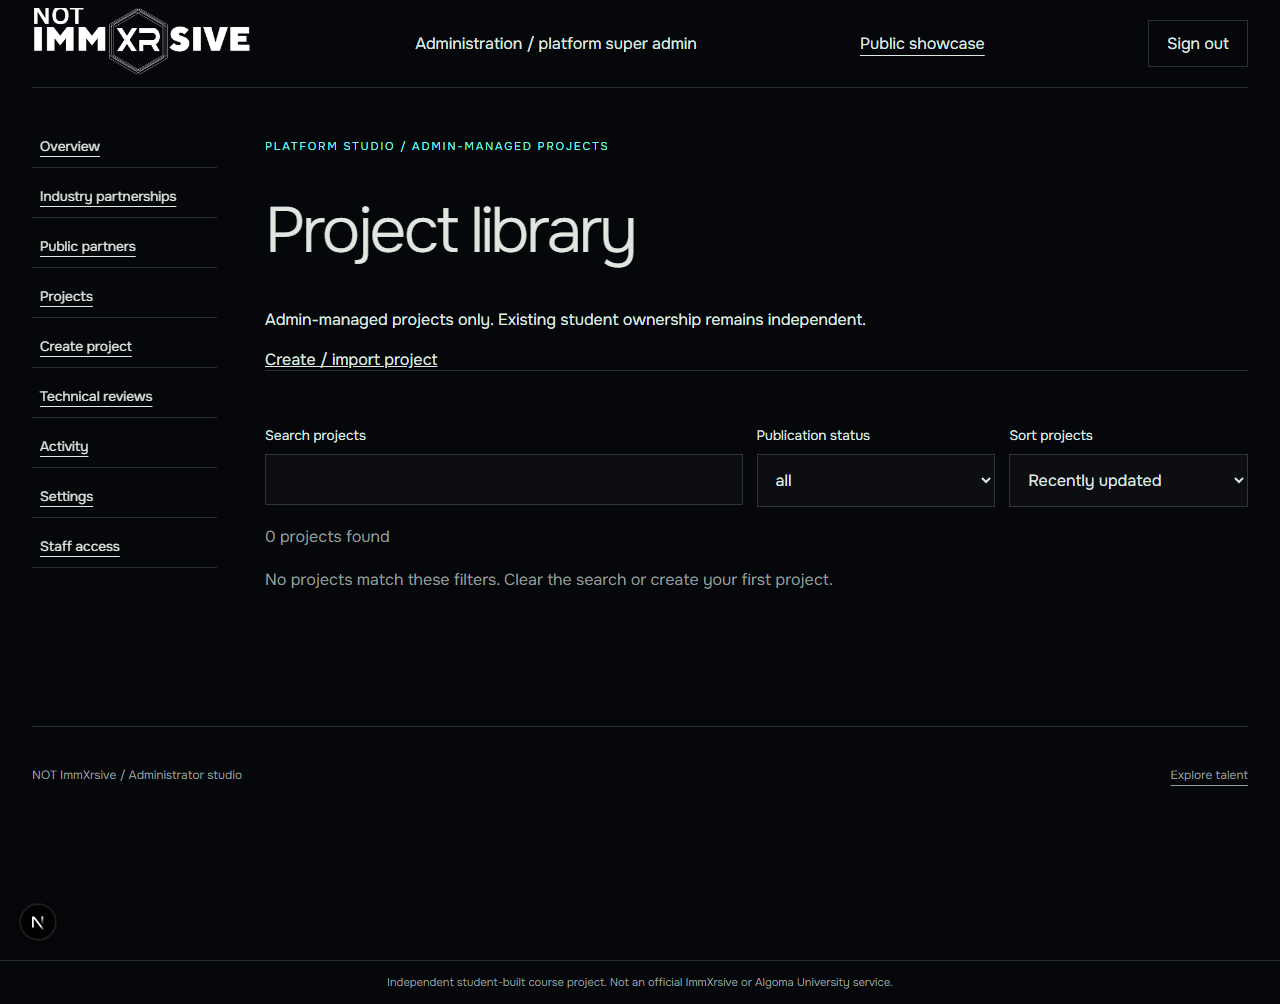 NOT
IMMXRSIVE
Administration / platform super admin
Public showcase
Sign out
Overview
Industry partnerships
Public partners
Projects
Create project
Technical reviews
Activity
Settings
Staff access
PLATFORM STUDIO / ADMIN-MANAGED PROJECTS
Project library
Admin-managed projects only. Existing student ownership remains independent.
Create / import project
Search projects
Publication status
Sort projects
all
Recently updated
0 projects found
No projects match these filters. Clear the search or create your first project.
NOT ImmXrsive / Administrator studio
Explore talent
N
Independent student-built course project. Not an official ImmXrsive or Algoma University service.